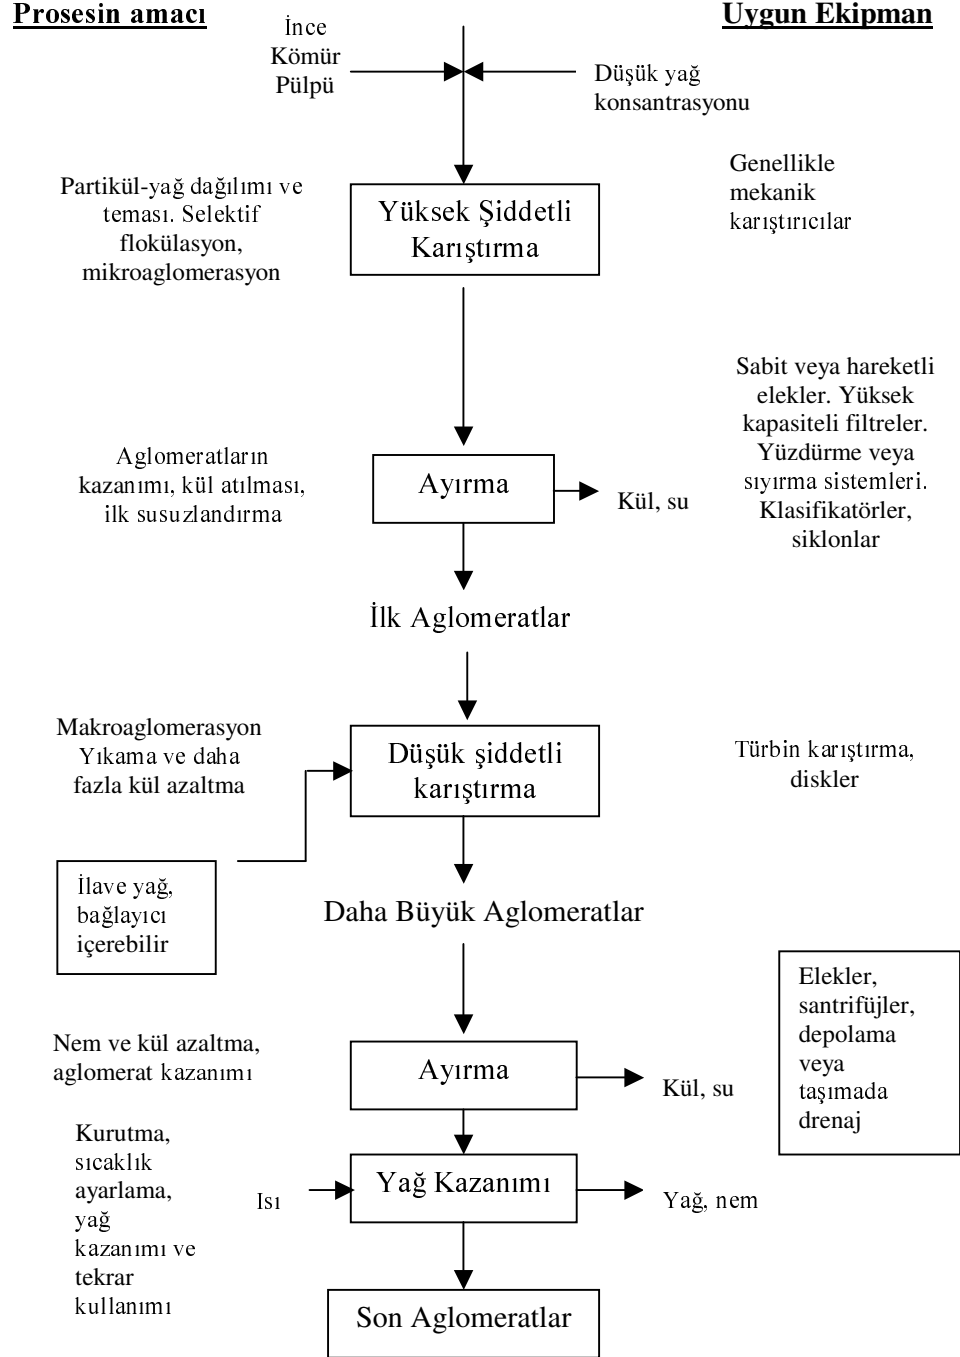 Prosesin amacı
Uygun Ekipman
İnce
Kömür
Pülpü
Düşük yağ
konsantrasyonu
Partikül-yağ dağılımı ve
teması. Selektif
flokülasyon,
mikroaglomerasyon
Yüksek Şiddetli
Karıştırma
Genellikle
mekanik
karıştırıcılar
Aglomeratların
kazanımı, kül atılması,
ilk susuzlandırma
Ayırma
Kül, su
Sabit veya hareketli
elekler. Yüksek
kapasiteli filtreler.
Yüzdürme veya
sıyırma sistemleri.
Klasifikatörler,
siklonlar
İlk Aglomeratlar
Makroaglomerasyon
Yıkama ve daha
fazla kül azaltma
Düşük şiddetli
karıştırma
Türbin karıştırma,
diskler
İlave yağ,
bağlayıcı
içerebilir
Daha Büyük Aglomeratlar
Nem ve kül azaltma,
aglomerat kazanımı
Ayırma
Kül, su
Elekler,
santrifüjler,
depolama
veya
taşımada
drenaj
Kurutma,
sıcaklık
ayarlama,
yağ
kazanımı ve
tekrar
kullanımı
Isı
Yağ Kazanımı
Yağ, nem
Son Aglomeratlar